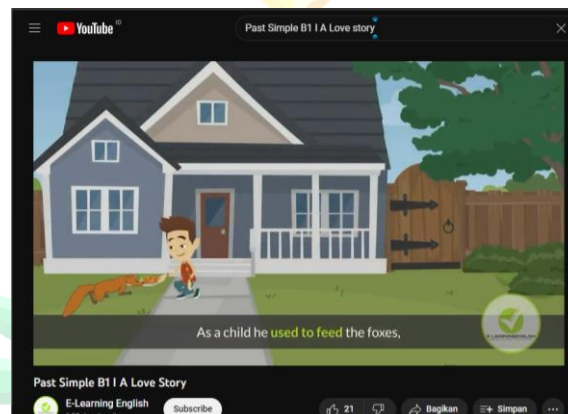 YouTube ID
Past Simple B1 I A Love story
As a child he used to feed the foxes,
Past Simple B1 I A Love Story
E-Learning English
Subscribe
21
Bagikan
Simpan